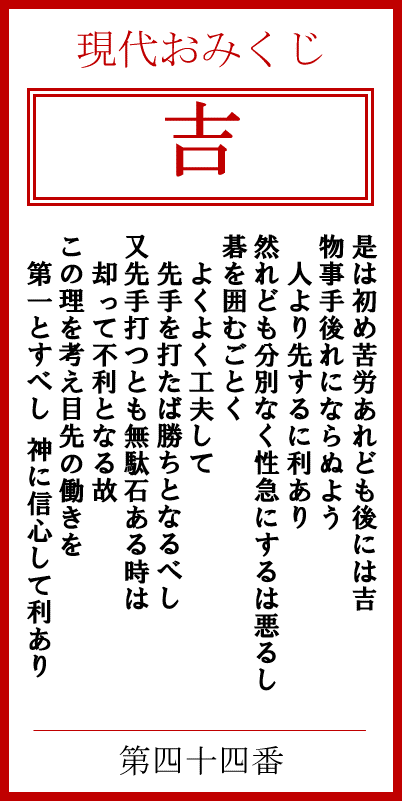 現代おみくじ
吉
是は初め苦労あれども後には吉
物事手後れにならぬよう
人より先するに利あり
然れども分別なく性急にするは悪るし
碁を囲むごとく
よくよく工夫して
先手を打たば勝ちとなるべし
又先手打つとも無駄石ある時は
却って不利となる故
この理を考え目先の働きを
第一とすべし 神に信心して利あり
第四十四番